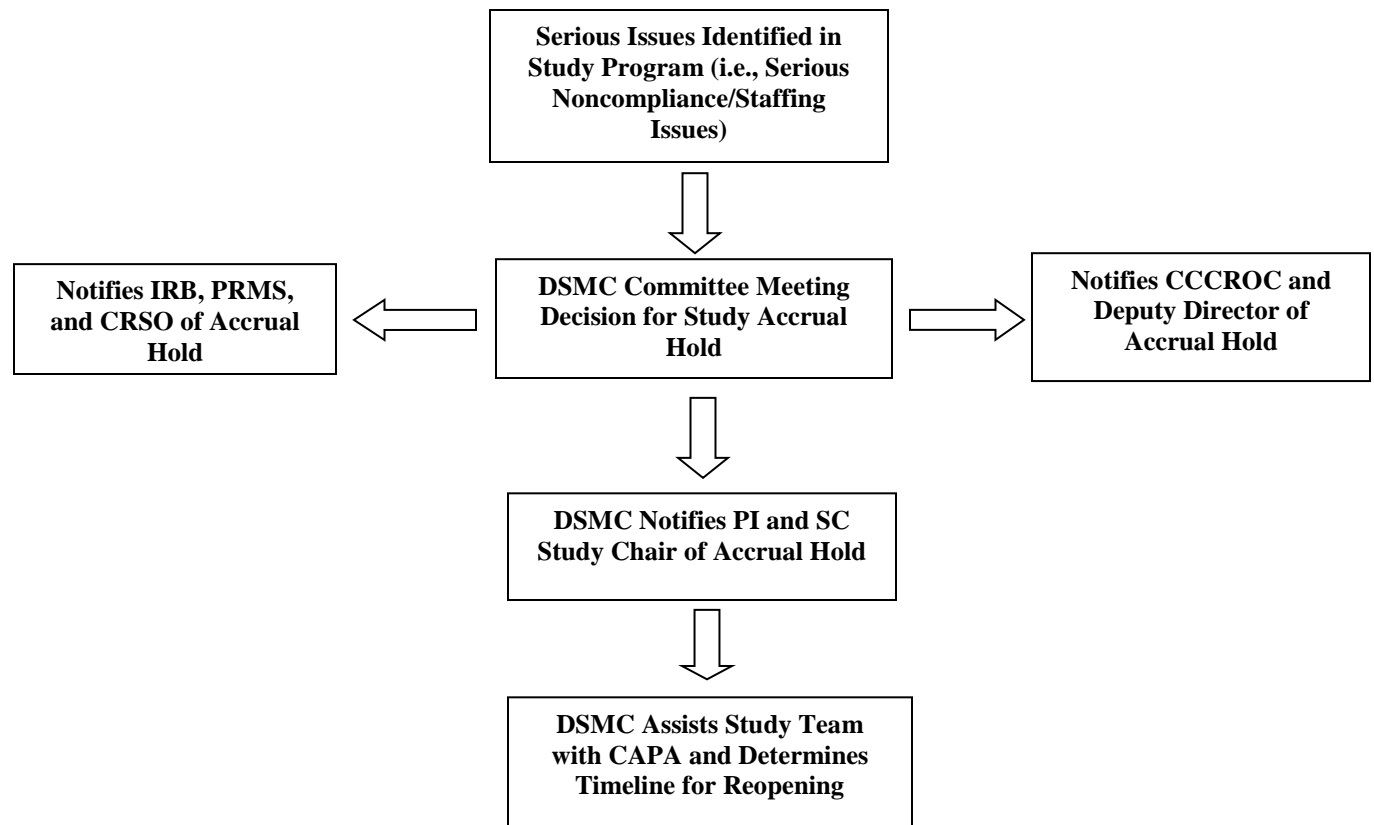 Serious Issues Identified in
Study Program (i.e., Serious
Noncompliance/Staffing
Issues)
Notifies IRB, PRMS,
and CRSO of Accrual
Hold
DSMC Committee Meeting
Decision for Study Accrual
Hold
Notifies CCCROC and
Deputy Director of
Accrual Hold
DSMC Notifies PI and SC
Study Chair of Accrual Hold
DSMC Assists Study Team
with CAPA and Determines
Timeline for Reopening